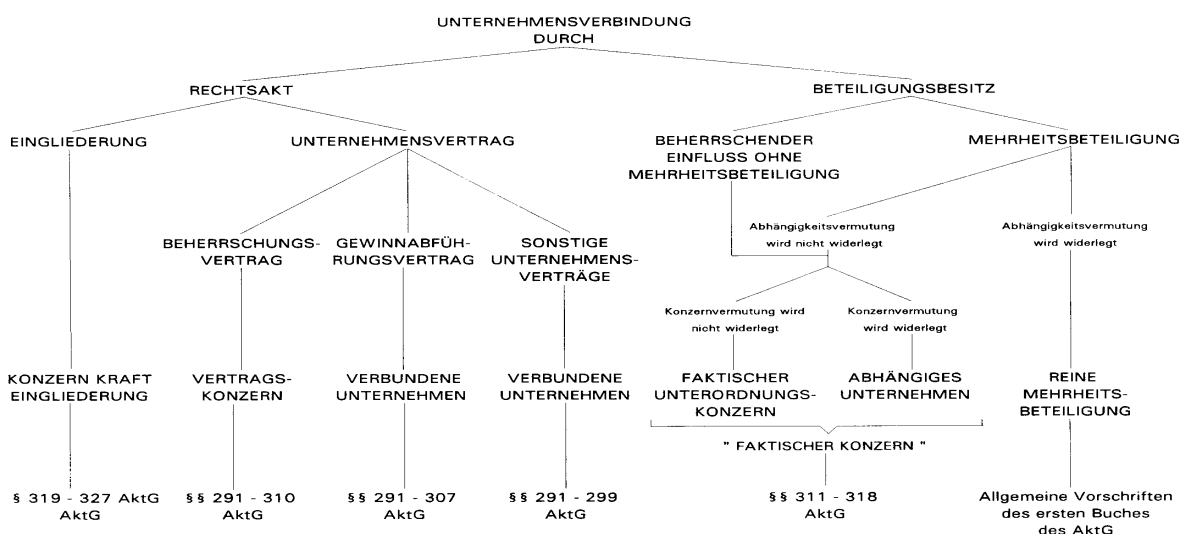 UNTERNEHMENSVERBINDUNG
DURCH
RECHTSAKT
BETEILIGUNGSBESITZ
EINGLIEDERUNG
UNTERNEHMENSVERTRAG
BEHERRSCHENDER
EINFLUSS OHNE
MEHRHEITSBETEILIGUNG
MEHRHEITSBETEILIGUNG
BEHERRSCHUNGS-
VERTRAG
GEWINNABFÜH-
RUNGSVERTRAG
SONSTIGE
UNTERNEHMENS-
VERTRÄGE
Abhängigkeitsvermutung
wird nicht widerlegt
Abhängigkeitsvermutung
wird widerlegt
Konzernvermutung wird
nicht widerlegt
Konzernvermutung
wird widerlegt
KONZERN KRAFT
EINGLIEDERUNG
VERTRAGS-
KONZERN
VERBUNDENE
UNTERNEHMEN
VERBUNDENE
UNTERNEHMEN
FAKTISCHER
UNTERORDNUNGS-
KONZERN
ABHÄNGIGES
UNTERNEHMEN
REINE
MEHRHEITS-
BETEILIGUNG
" FAKTISCHER KONZERN "
§ 319 - 327 AktG
§§ 291 - 310
AktG
§§ 291 - 307
AktG
§§ 291 - 299
AktG
§§ 311 - 318
AktG
Allgemeine Vorschriften
des ersten Buches
des AktG